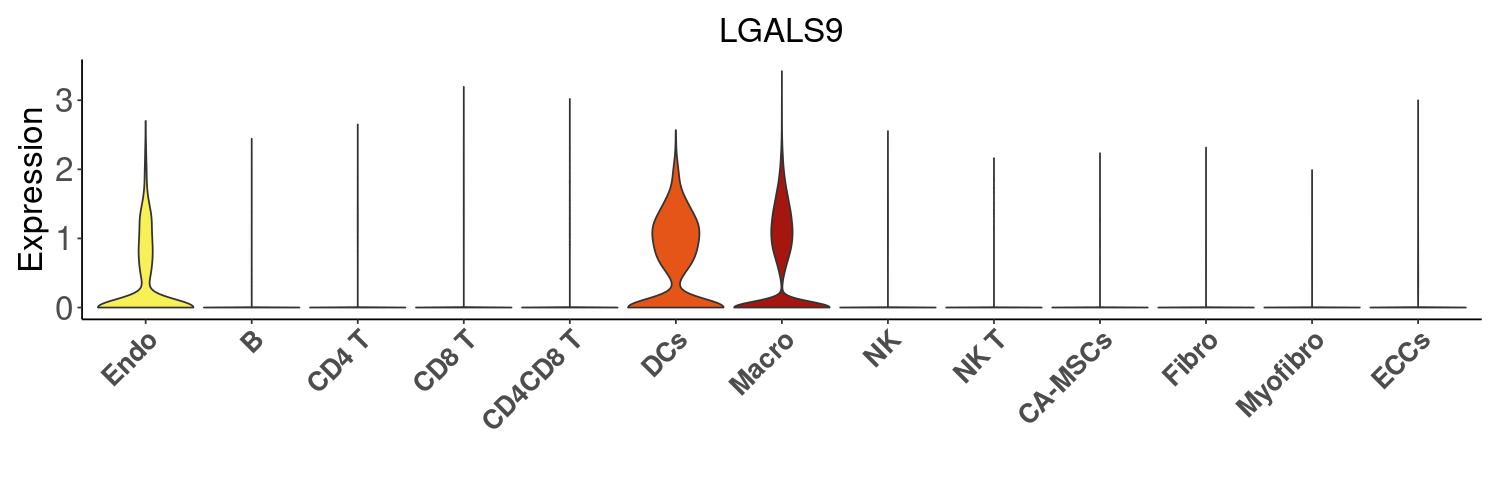 LGALS9
Expression
3
2
1
0
Endo
B
CD4 T
CD8 T
CD4CD8 T
DCs
Macro
NK
NK T
CA-MSCs
Fibro
Myofibro
ECCs